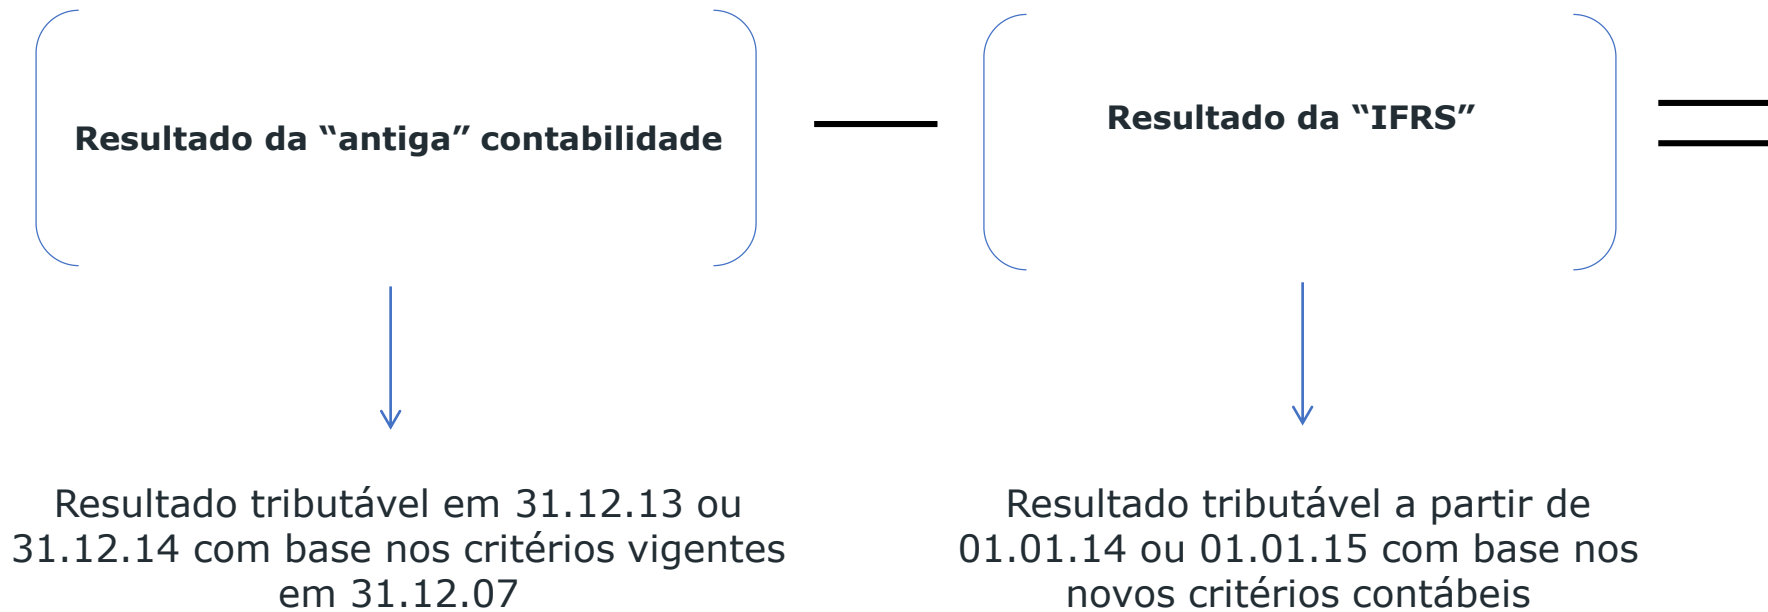 Resultado da “antiga” contabilidade
Resultado da “IFRS”
Resultado tributável em 31.12.13 ou
31.12.14 com base nos critérios vigentes
em 31.12.07
Resultado tributável a partir de
01.01.14 ou 01.01.15 com base nos
novos critérios contábeis